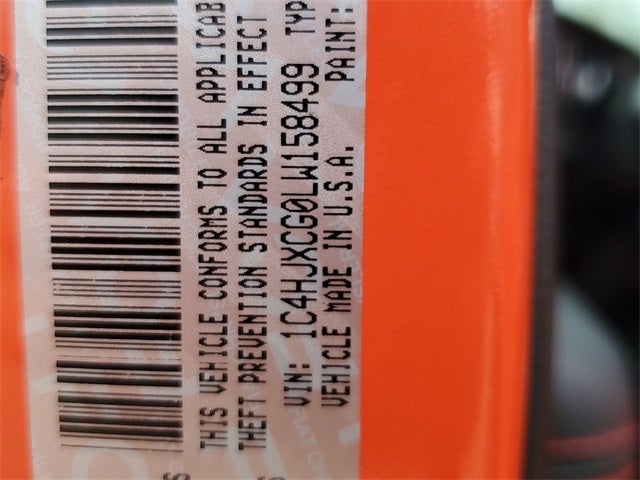 THIS VEHICLE CONFORMS TO ALL APPLICAB
THEFT PREVENTION STANDARDS IN EFFECT
VIN: 1C4HJXCG0LW158499 TYP
VEHICLE MADE IN U.S.A. PAINT: